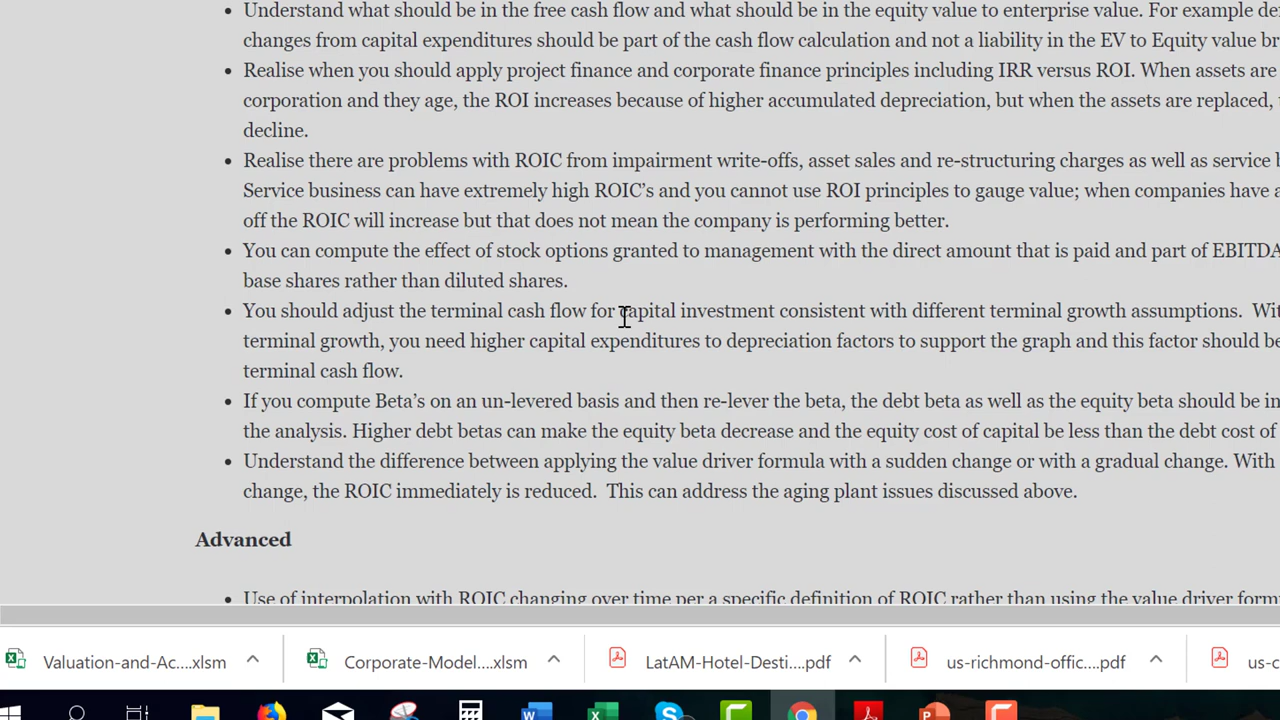 Understand what should be in the free cash flow and what should be in the equity value to enterprise value. For example
changes from capital expenditures should be part of the cash flow calculation and not a liability in the EV to Equity value
Realise when you should apply project finance and corporate finance principles including IRR versus ROI. When assets are
corporation and they age, the ROI increases because of higher accumulated depreciation, but when the assets are replaced,
decline.
Realise there are problems with ROIC from impairment write-offs, asset sales and re-structuring charges as well as service
Service business can have extremely high ROIC's and you cannot use ROI principles to gauge value; when companies have
off the ROIC will increase but that does not mean the company is performing better.
You can compute the effect of stock options granted to management with the direct amount that is paid and part of EBITDA
base shares rather than diluted shares.
You should adjust the terminal cash flow for capital investment consistent with different terminal growth assumptions.
terminal growth, you need higher capital expenditures to depreciation factors to support the graph and this factor should
terminal cash flow.
If you compute Beta's on an un-levered basis and then re-lever the beta, the debt beta as well as the equity beta should be
the analysis. Higher debt betas can make the equity beta decrease and the equity cost of capital be less than the debt cost of
Understand the difference between applying the value driver formula with a sudden change or with a gradual change. With
change, the ROIC immediately is reduced. This can address the aging plant issues discussed above.
Advanced
Use of interpolation with ROIC changing over time per a specific definition of ROIC rather than using the value driver
Valuation-and-Ac....xlsm
Corporate-Model....xlsm
LatAM-Hotel-Desti....pdf
us-richmond-offic....pdf